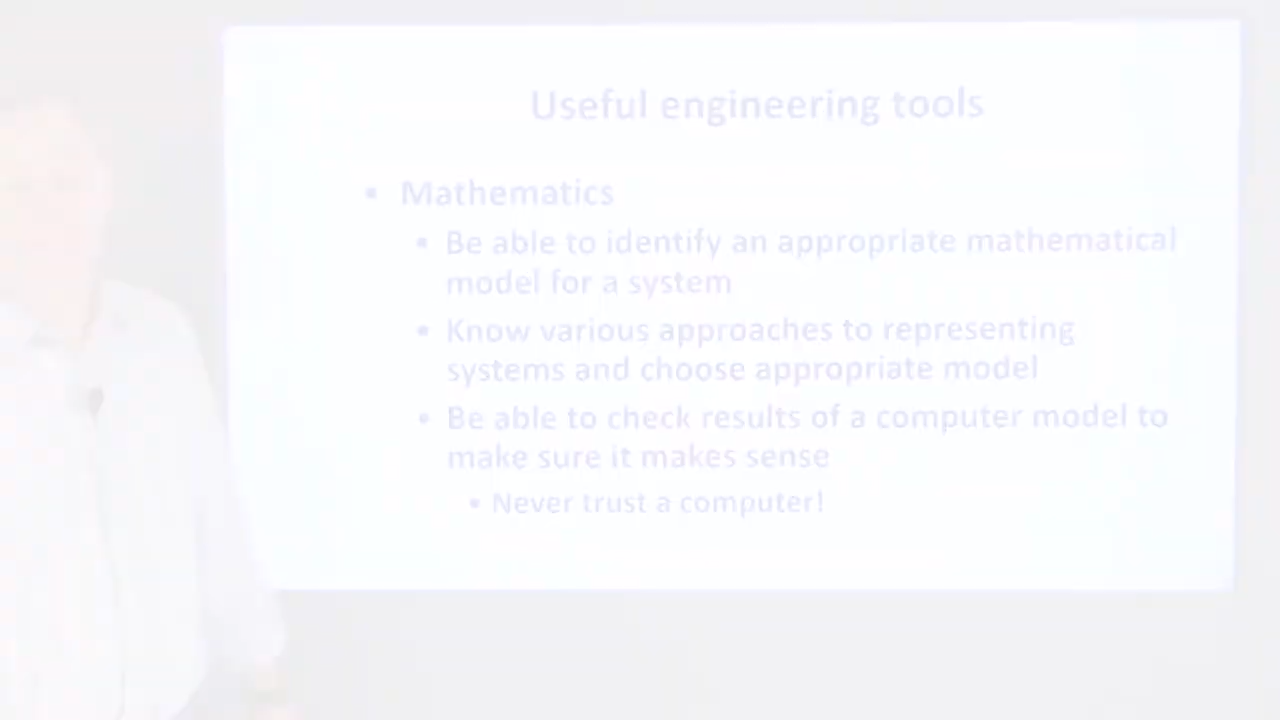 Useful engineering tools
• Mathematics
• Be able to identify an appropriate mathematical
model for a system
• Know various approaches to representing
systems and choose appropriate model
• Be able to check results of a computer model to
make sure it makes sense
• Never trust a computer!